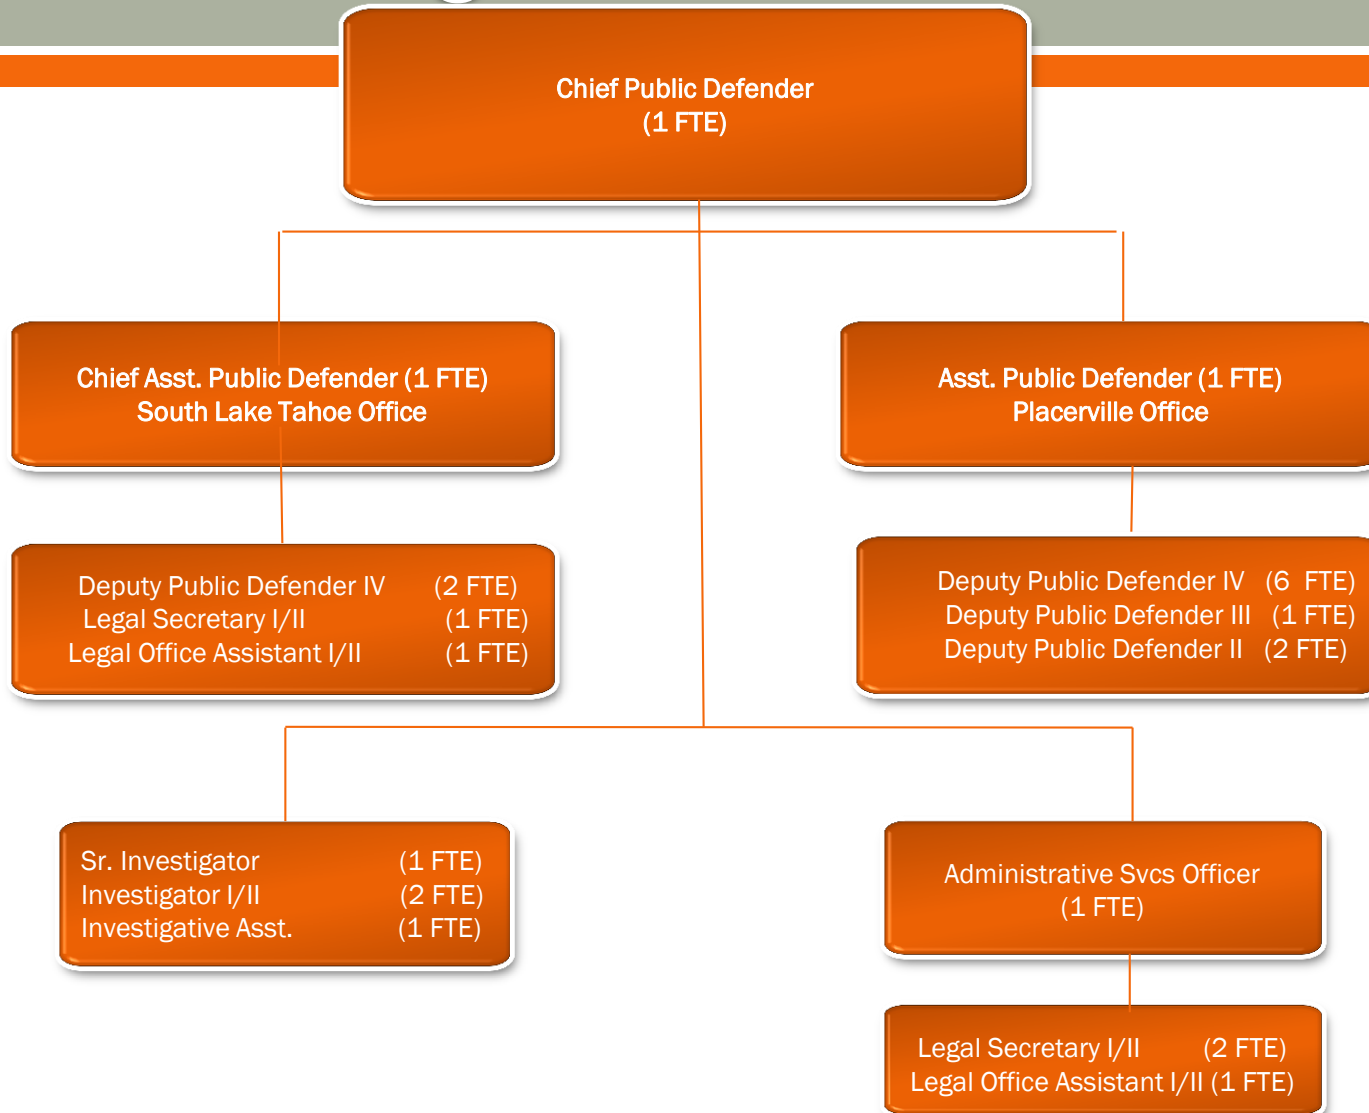 Chief Public Defender
(1 FTE)
Chief Asst. Public Defender (1 FTE)
South Lake Tahoe Office
Asst. Public Defender (1 FTE)
Placerville Office
Deputy Public Defender IV (2 FTE)
Legal Secretary I/II (1 FTE)
Legal Office Assistant I/II (1 FTE)
Deputy Public Defender IV (6 FTE)
Deputy Public Defender III (1 FTE)
Deputy Public Defender II (2 FTE)
Sr. Investigator (1 FTE)
Investigator I/II (2 FTE)
Investigative Asst. (1 FTE)
Administrative Svcs Officer
(1 FTE)
Legal Secretary I/II (2 FTE)
Legal Office Assistant I/II (1 FTE)